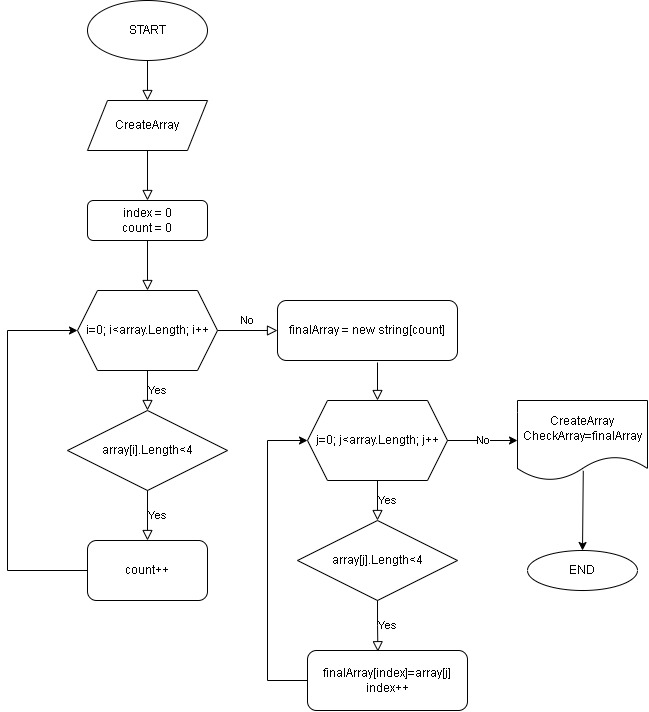 START
CreateArray
index = 0
count = 0
i=0; i<array.Length; i++
No
finalArray = new string[count]
Yes
array[i].Length<4
Yes
count++
j=0; j<array.Length; j++
No
CreateArray
CheckArray=finalArray
Yes
array[j].Length<4
END
Yes
finalArray[index]=array[j]
index++